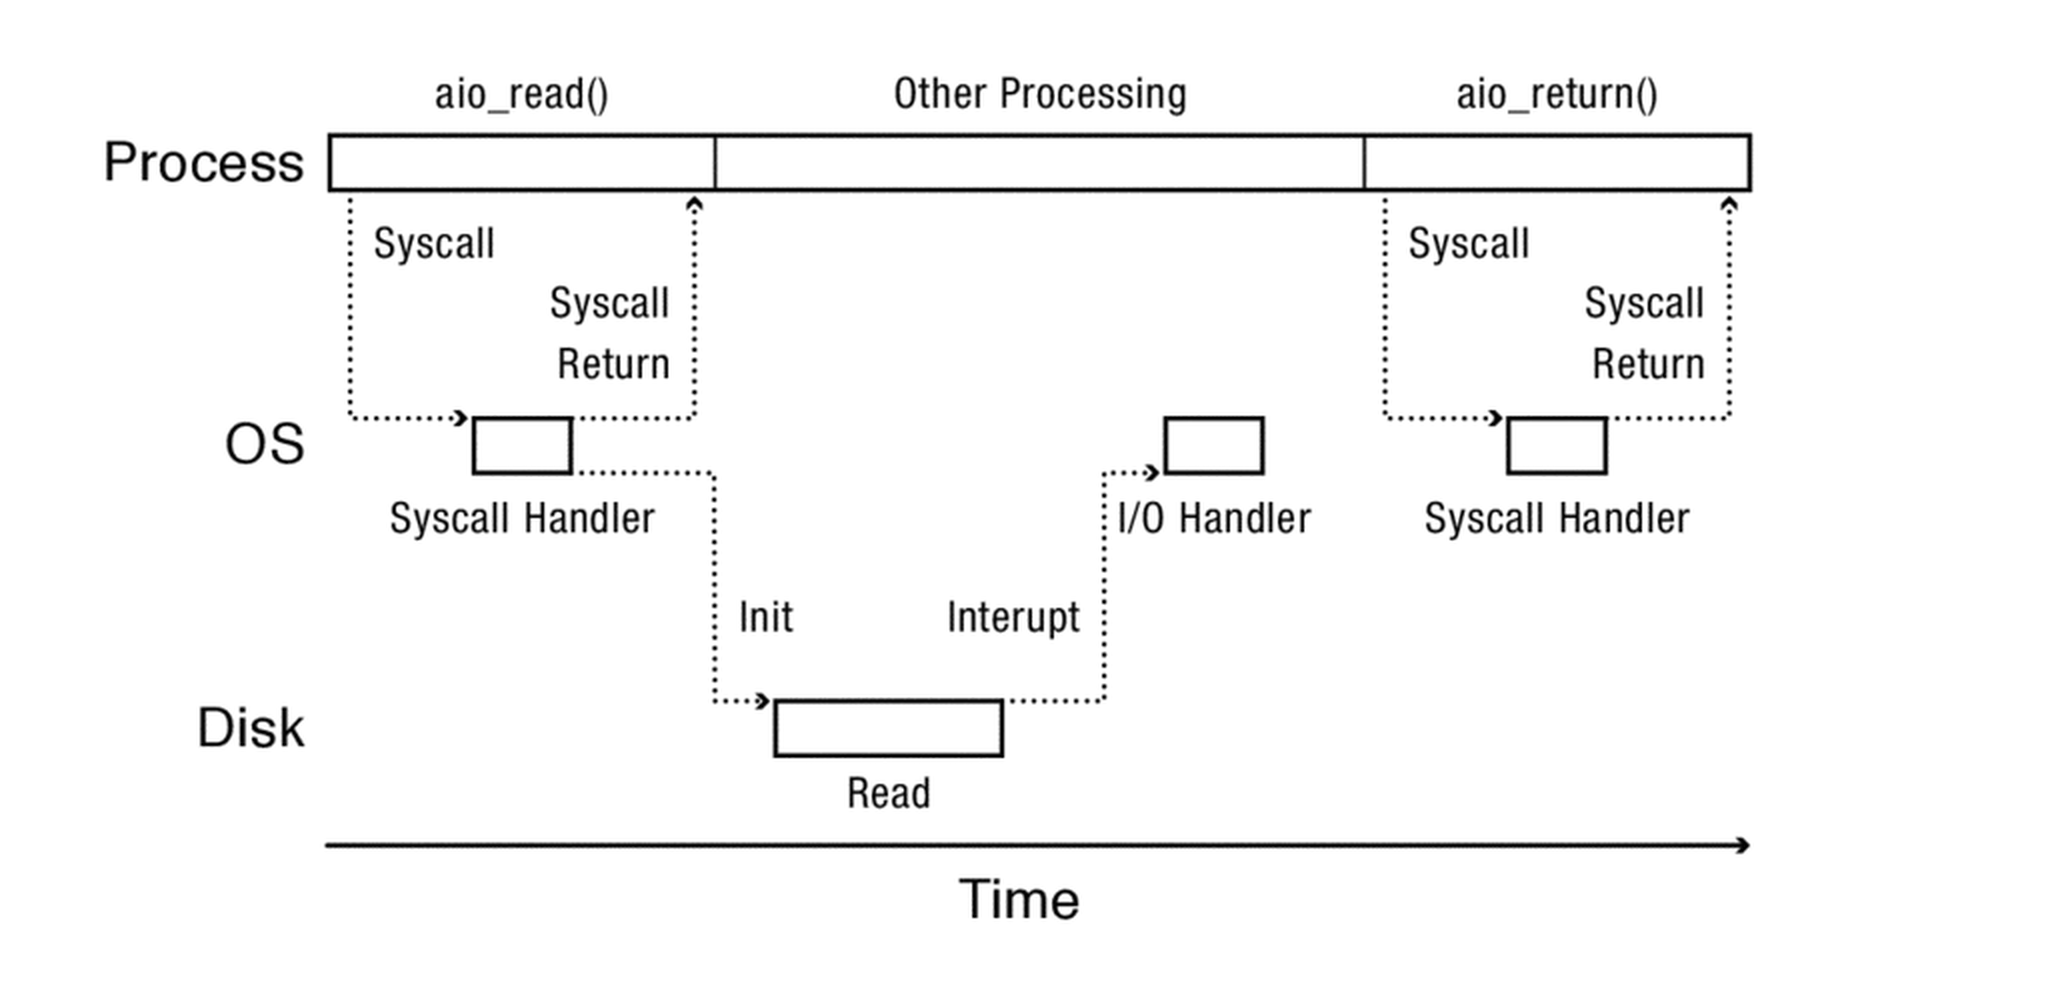 aio_read()
Other Processing
aio_return()
Process
Syscall
Syscall
Return
Syscall
Syscall
Return
OS
Syscall Handler
I/O Handler
Syscall Handler
Init
Interupt
Disk
Read
Time